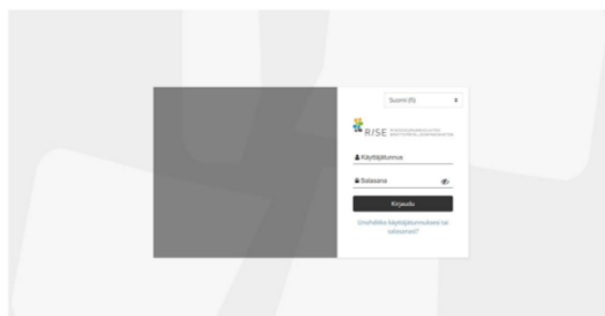 Suomi (fi)
RISE
Käyttäjätunnus
Salasana
Kirjaudu
Unohditko käyttäjätunnuksesi tai
salasanasi?